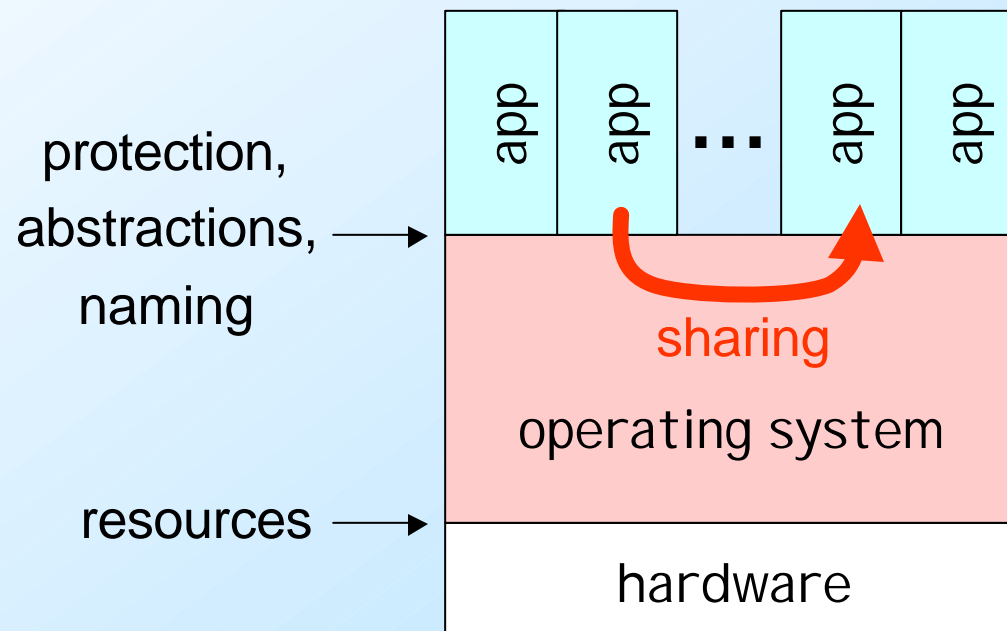 app
app
...
app
app
protection,
abstractions,
naming
sharing
operating system
resources
hardware